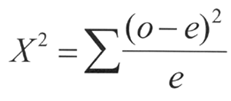 X² = ∑ (o − e)² / e